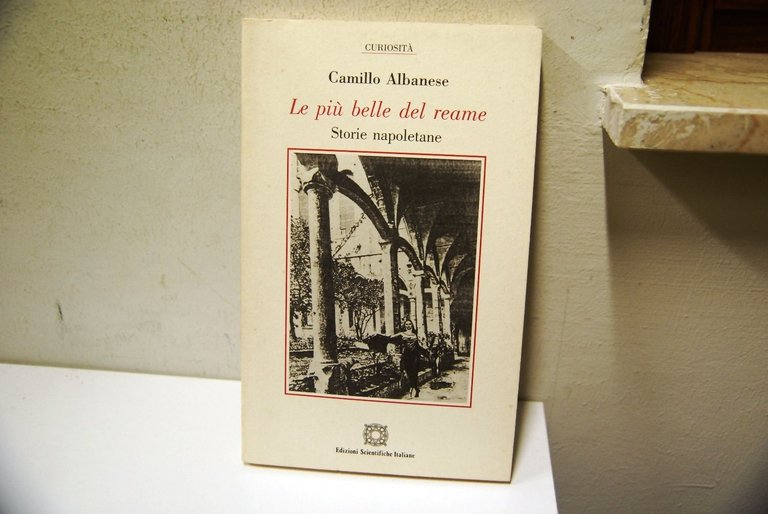 CURIOSITÀ
Camillo Albanese
Le più belle del reame
Storie napoletane
Edizioni Scientifiche Italiane